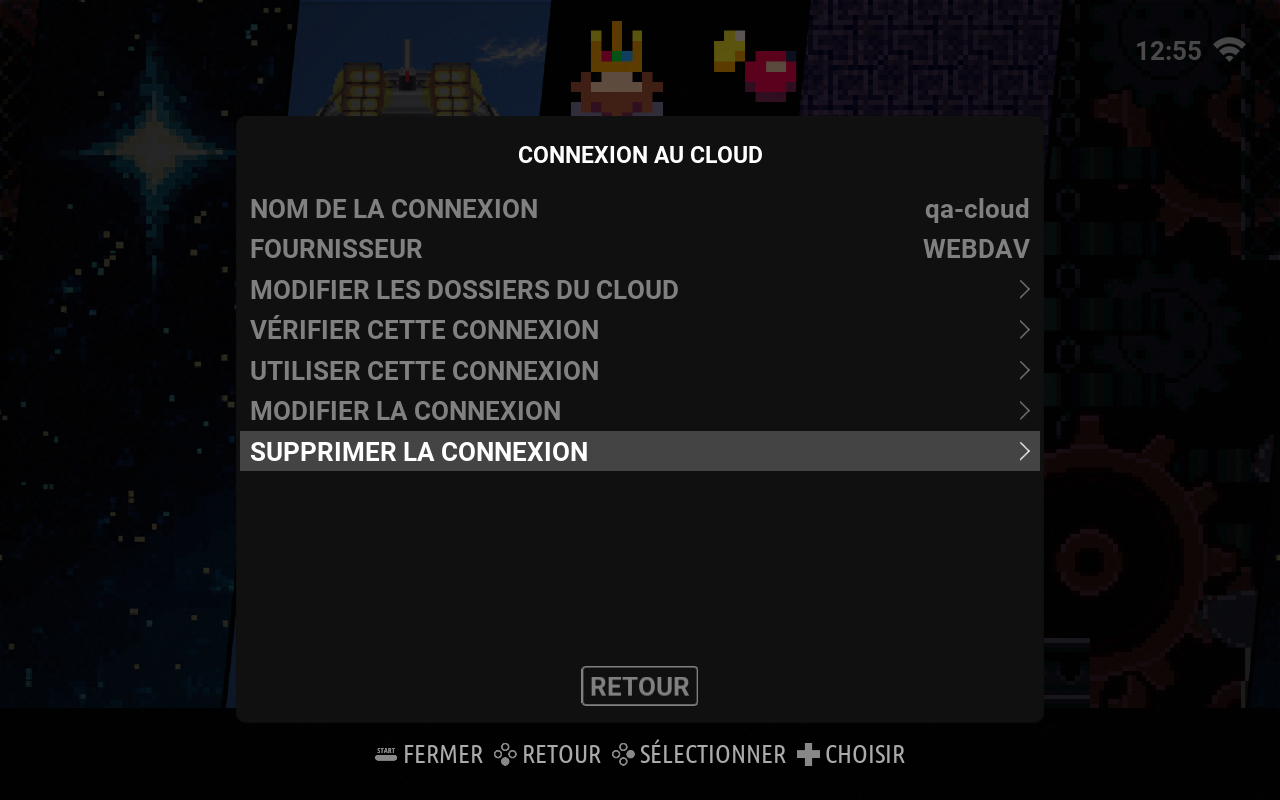 12:55
CONNEXION AU CLOUD
NOM DE LA CONNEXION qa-cloud
FOURNISSEUR WEBDAV
MODIFIER LES DOSSIERS DU CLOUD
VÉRIFIER CETTE CONNEXION
UTILISER CETTE CONNEXION
MODIFIER LA CONNEXION
SUPPRIMER LA CONNEXION
RETOUR
START FERMER RETOUR SÉLECTIONNER CHOISIR